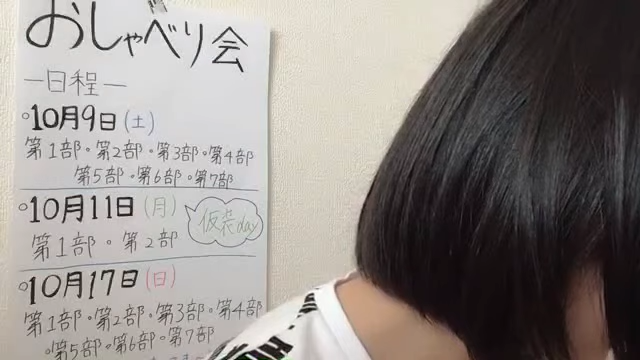 おしゃべり会
ー日程ー
○10月9日(土)
第1部・第2部・第3部・第4部
第5部・第6部・第7部
○10月11日(月)
仮装day
第1部・第2部
○10月17日(日)
第1部・第2部・第3部・第4部
・第5部・第6部・第7部